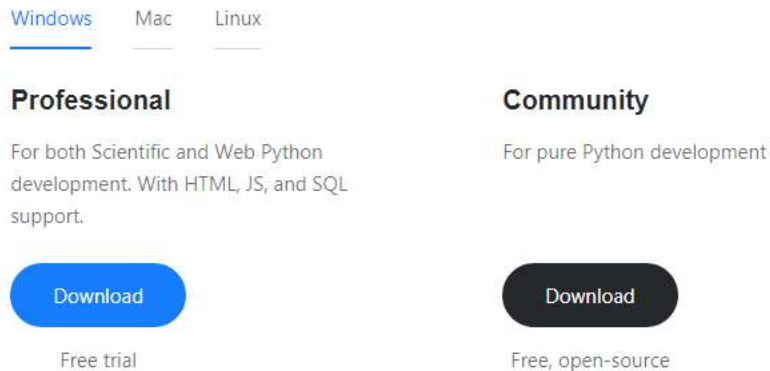 Windows Mac Linux
Professional
For both Scientific and Web Python
development. With HTML, JS, and SQL
support.
Download
Free trial
Community
For pure Python development
Download
Free, open-source